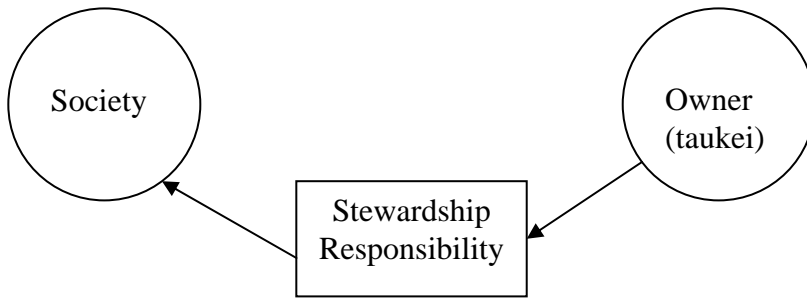 Society
Owner
(taukei)
Stewardship
Responsibility